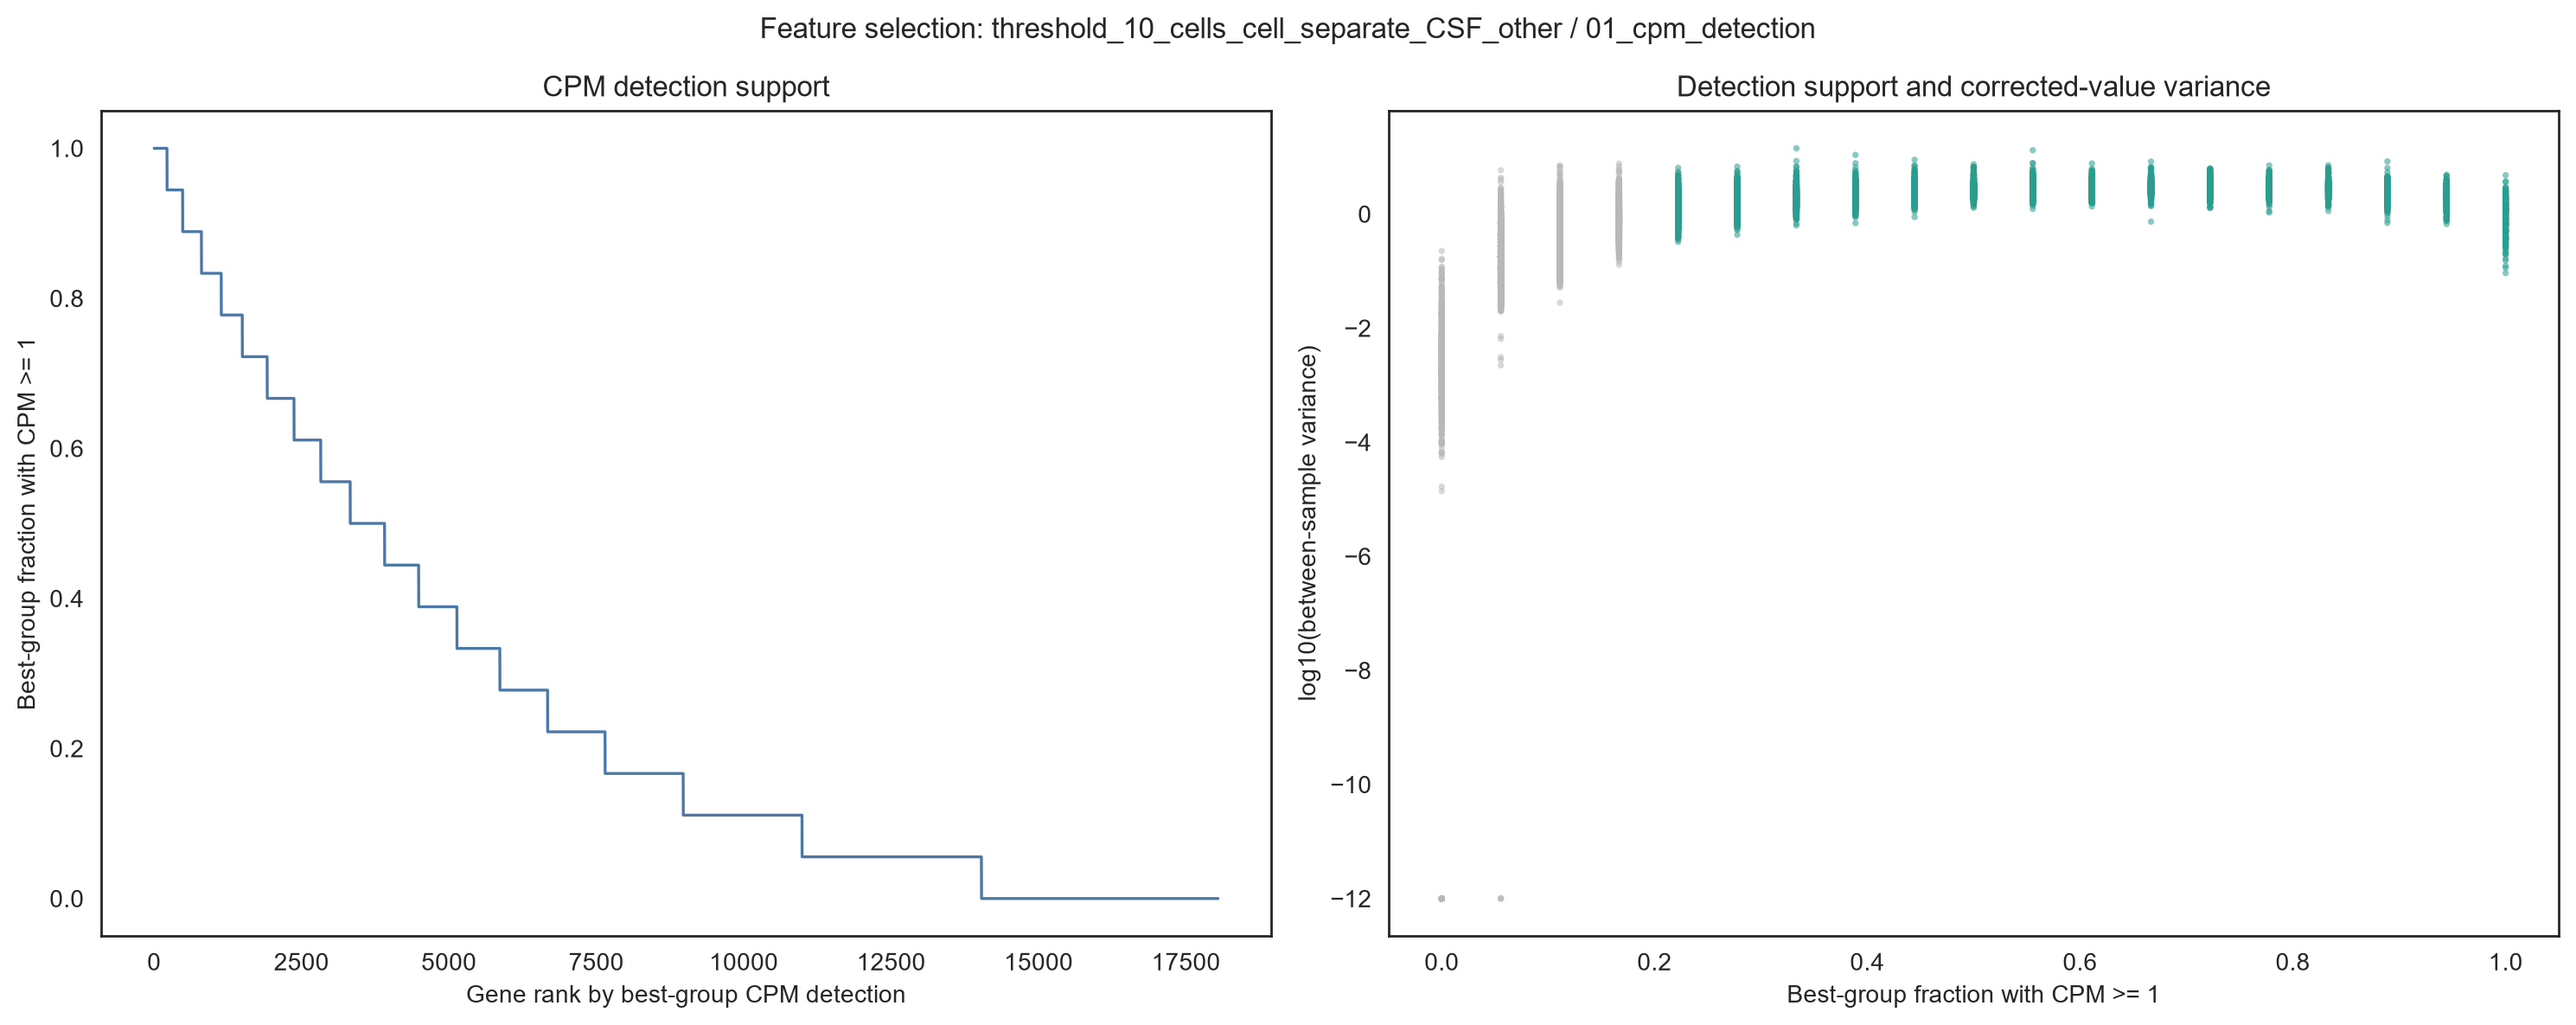 Feature selection: threshold_10_cells_cell_separate_CSF_other / 01_cpm_detection
CPM detection support
Best-group fraction with CPM >= 1
1.0
0.8
0.6
0.4
0.2
0.0
0 2500 5000 7500 10000 12500 15000 17500
Gene rank by best-group CPM detection
Detection support and corrected-value variance
log10(between-sample variance)
0
−2
−4
−6
−8
−10
−12
0.0 0.2 0.4 0.6 0.8 1.0
Best-group fraction with CPM >= 1